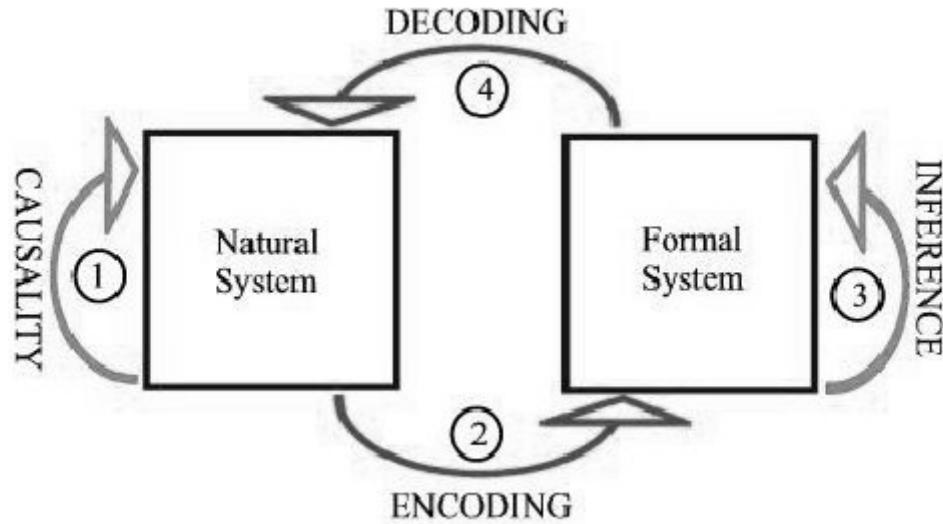 DECODING
4
CAUSALITY
1
Natural
System
Formal
System
3
INFERENCE
2
ENCODING